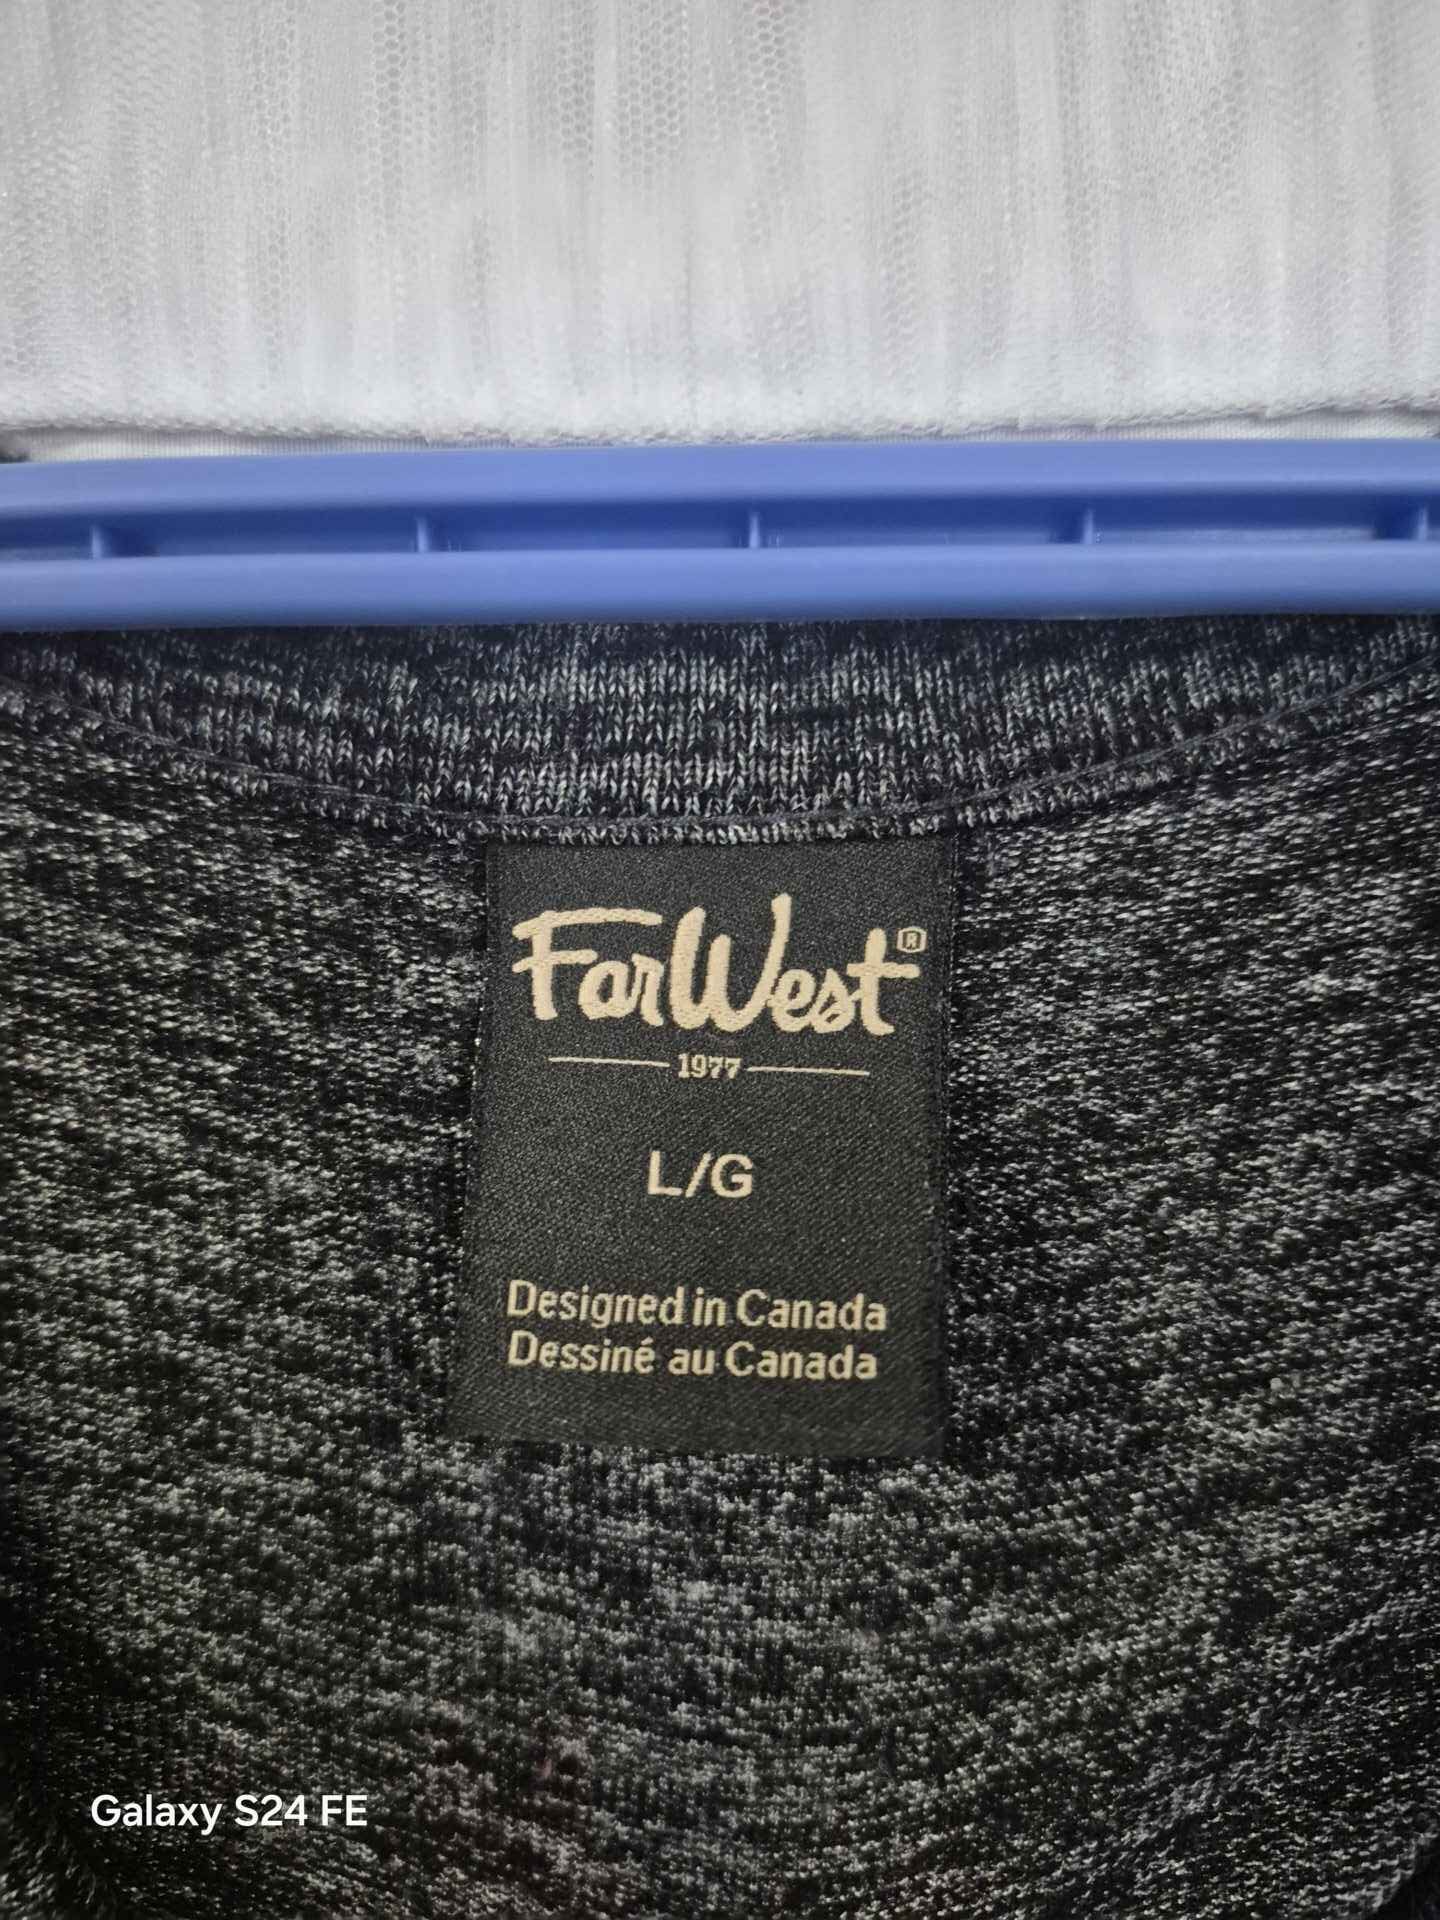 FarWest®
1977
L/G
Designed in Canada
Dessiné au Canada
Galaxy S24 FE